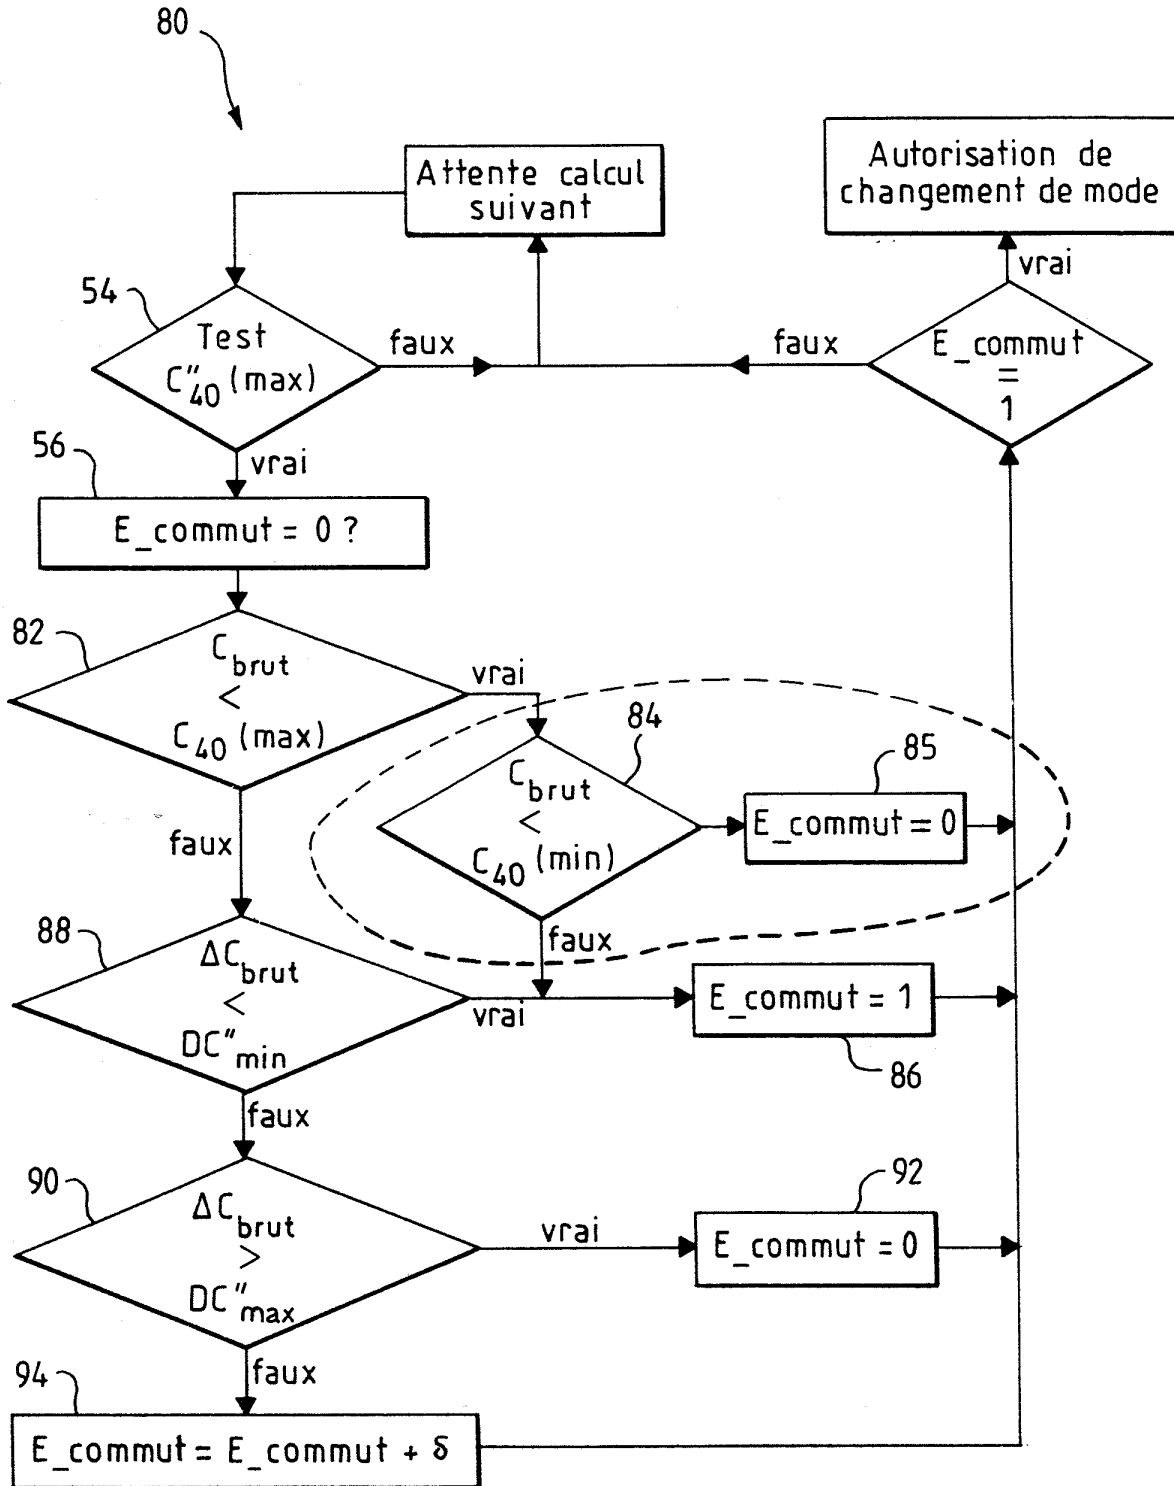 80
Attente calcul
suivant
Autorisation de
changement de mode
vrai
54
Test
C"40 (max)
faux
faux
E_commut
=
1
56
vrai
E_commut = 0 ?
82
Cbrut
<
C40 (max)
vrai
84
Cbrut
<
C40 (min)
85
E_commut = 0
faux
faux
88
ΔCbrut
<
DC"min
vrai
E_commut = 1
86
faux
90
ΔCbrut
>
DC"max
vrai
92
E_commut = 0
faux
94
E_commut = E_commut + δ